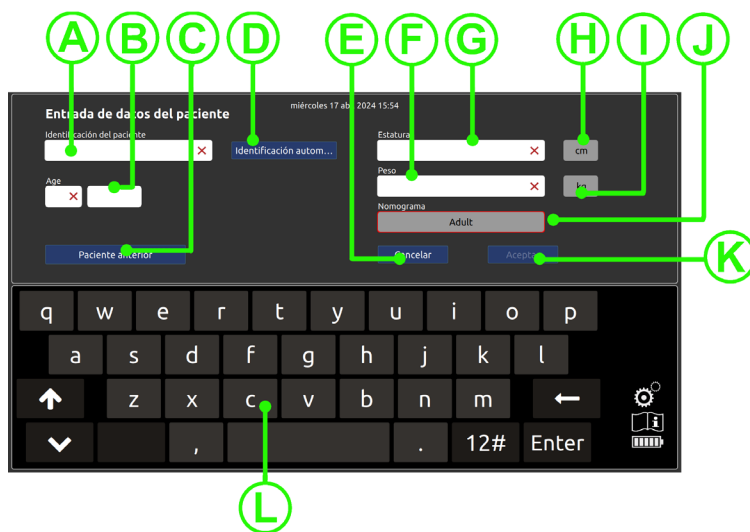 A B C D E F G H I J
miércoles 17 abr 2024 15:54
Entrada de datos del paciente
Identificación del paciente
Estatura
Identificación autom...
cm
Peso
Age
kg
Nomograma
Adult
Paciente anterior
Cancelar
Aceptar
K
q w e r t y u i o p
a s d f g h j k l
z x c v b n m
, . 12# Enter
L